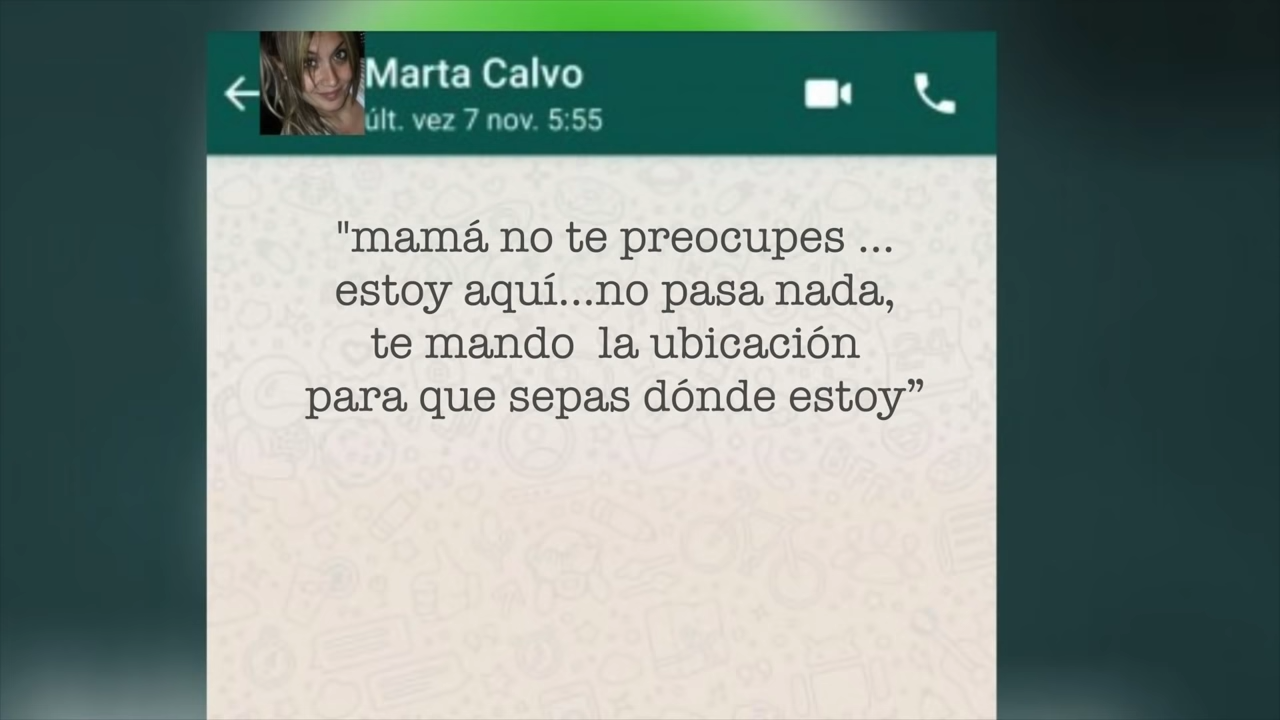 Marta Calvo
últ. vez 7 nov. 5:55
"mamá no te preocupes ...
estoy aquí...no pasa nada,
te mando la ubicación
para que sepas dónde estoy”